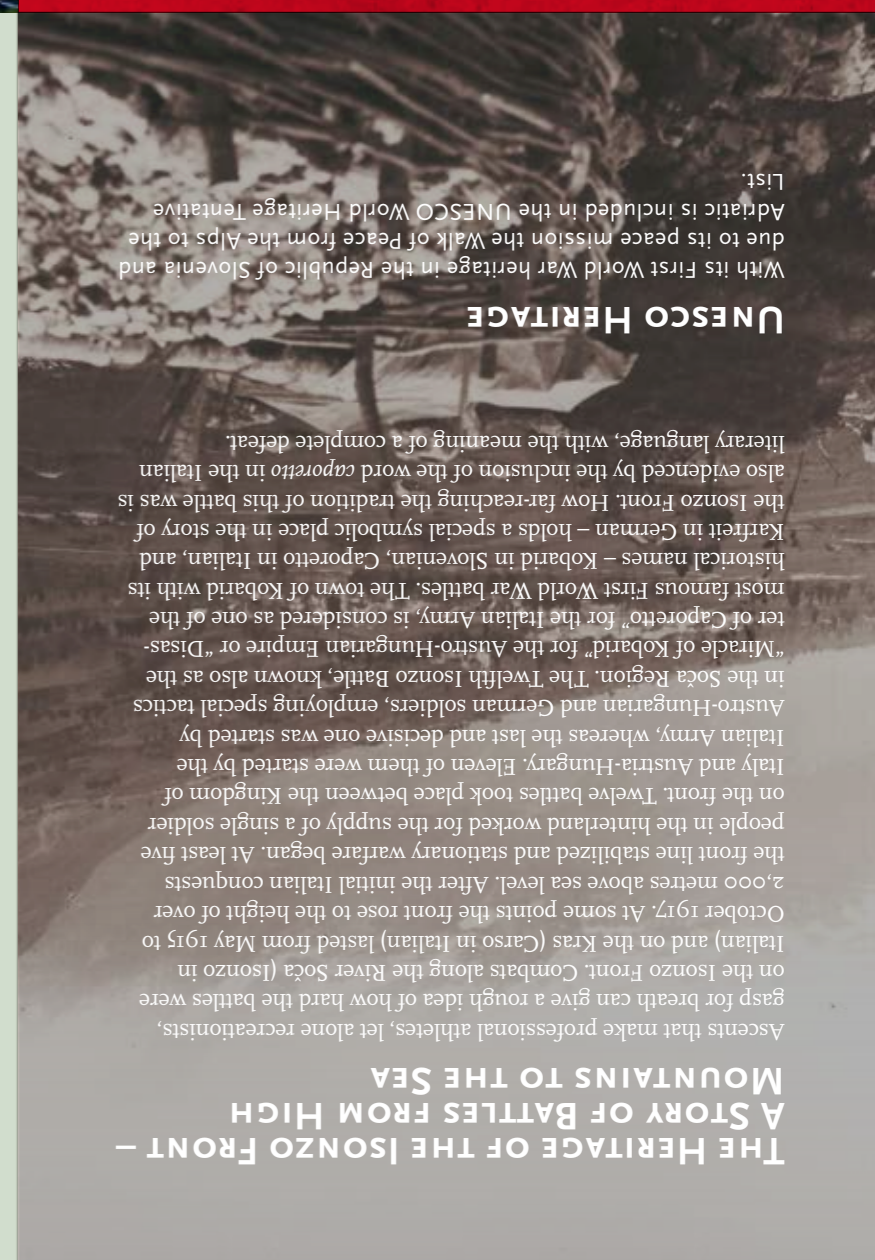 THE HERITAGE OF THE ISONZO FRONT –
A STORY OF BATTLES FROM HIGH
MOUNTAINS TO THE SEA
Ascents that make professional athletes, let alone recreationists,
gasp for breath can give a rough idea of how hard the battles were
on the Isonzo Front. Combats along the River Soča (Isonzo in
Italian) and on the Kras (Carso in Italian) lasted from May 1915 to
October 1917. At some points the front rose to the height of over
2,000 metres above sea level. After the initial Italian conquests
the front line stabilized and stationary warfare began. At least five
people in the hinterland worked for the supply of a single soldier
on the front. Twelve battles took place between the Kingdom of
Italy and Austria-Hungary. Eleven of them were started by the
Italian Army, whereas the last and decisive one was started by
Austro-Hungarian and German soldiers, employing special tactics
in the Soča Region. The Twelfth Isonzo Battle, known also as the
“Miracle of Kobarid” for the Austro-Hungarian Empire or “Disas-
ter of Caporetto” for the Italian Army, is considered as one of the
most famous First World War battles. The town of Kobarid with its
historical names – Kobarid in Slovenian, Caporetto in Italian, and
Karfreit in German – holds a special symbolic place in the story of
the Isonzo Front. How far-reaching the tradition of this battle was is
also evidenced by the inclusion of the word caporetto in the Italian
literary language, with the meaning of a complete defeat.
UNESCO HERITAGE
With its First World War heritage in the Republic of Slovenia and
due to its peace mission the Walk of Peace from the Alps to the
Adriatic is included in the UNESCO World Heritage Tentative
List.